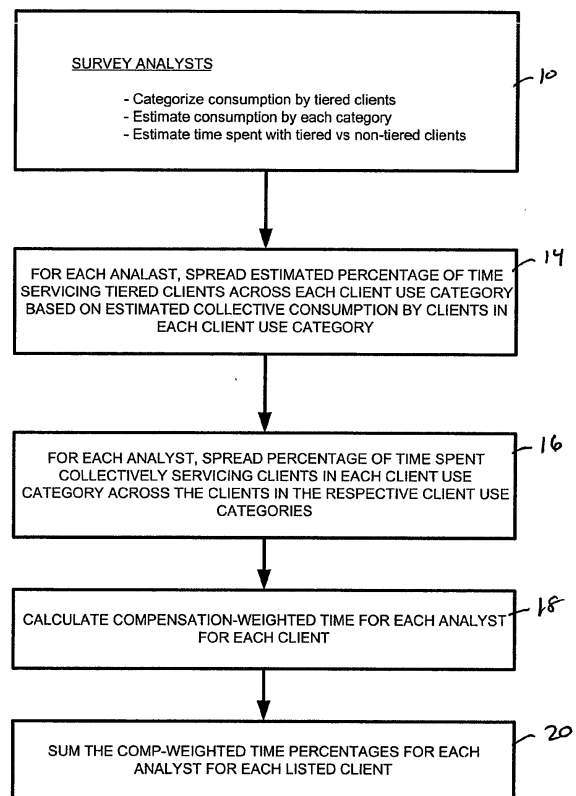 SURVEY ANALYSTS
10
- Categorize consumption by tiered clients
- Estimate consumption by each category
- Estimate time spent with tiered vs non-tiered clients
14
FOR EACH ANALAST, SPREAD ESTIMATED PERCENTAGE OF TIME
SERVICING TIERED CLIENTS ACROSS EACH CLIENT USE CATEGORY
BASED ON ESTIMATED COLLECTIVE CONSUMPTION BY CLIENTS IN
EACH CLIENT USE CATEGORY
16
FOR EACH ANALYST, SPREAD PERCENTAGE OF TIME SPENT
COLLECTIVELY SERVICING CLIENTS IN EACH CLIENT USE
CATEGORY ACROSS THE CLIENTS IN THE RESPECTIVE CLIENT USE
CATEGORIES
18
CALCULATE COMPENSATION-WEIGHTED TIME FOR EACH ANALYST
FOR EACH CLIENT
20
SUM THE COMP-WEIGHTED TIME PERCENTAGES FOR EACH
ANALYST FOR EACH LISTED CLIENT